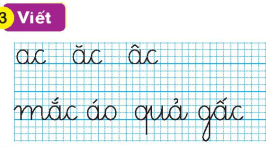 3 Viết
ac ăc âc
mắc áo quả gấc